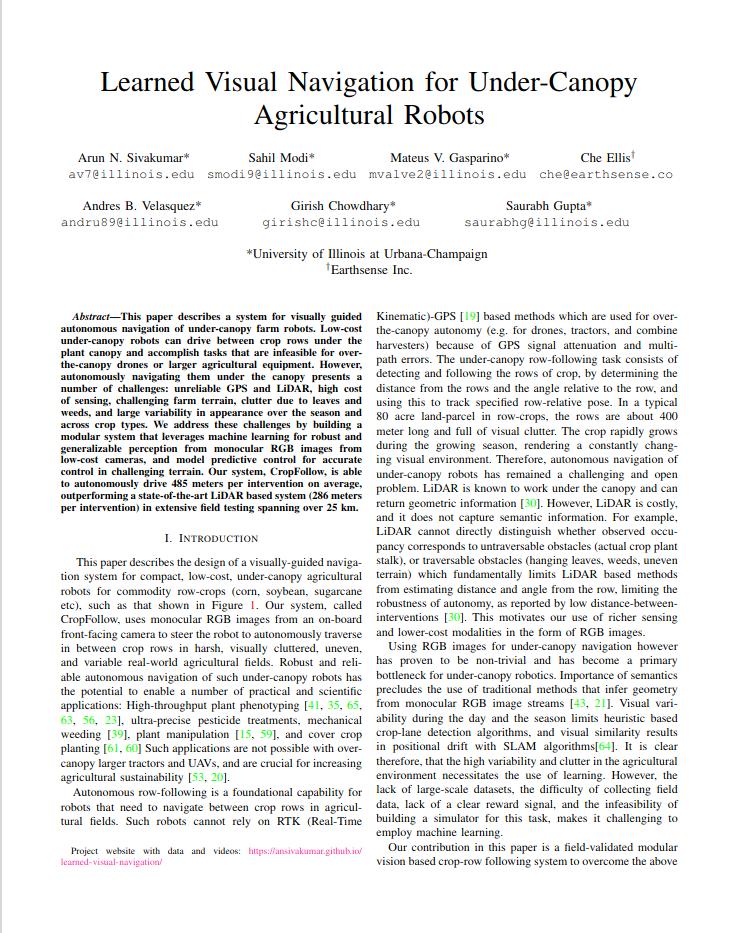 Learned Visual Navigation for Under-Canopy
Agricultural Robots
Arun N. Sivakumar* Sahil Modi* Mateus V. Gasparino* Che Ellis†
av7@illinois.edu smodi9@illinois.edu mvalve2@illinois.edu che@earthsense.co
Andres B. Velasquez* Girish Chowdhary* Saurabh Gupta*
andru89@illinois.edu girishc@illinois.edu saurabhg@illinois.edu
*University of Illinois at Urbana-Champaign
†Earthsense Inc.
Abstract—This paper describes a system for visually guided
autonomous navigation of under-canopy farm robots. Low-cost
under-canopy robots can drive between crop rows under the
plant canopy and accomplish tasks that are infeasible for over-
the-canopy drones or larger agricultural equipment. However,
autonomously navigating them under the canopy presents a
number of challenges: unreliable GPS and LiDAR, high cost
of sensing, challenging farm terrain, clutter due to leaves and
weeds, and large variability in appearance over the season and
across crop types. We address these challenges by building a
modular system that leverages machine learning for robust and
generalizable perception from monocular RGB images from
low-cost cameras, and model predictive control for accurate
control in challenging terrain. Our system, CropFollow, is able
to autonomously drive 485 meters per intervention on average,
outperforming a state-of-the-art LiDAR based system (286 meters
per intervention) in extensive field testing spanning over 25 km.
I. Introduction
This paper describes the design of a visually-guided naviga-
tion system for compact, low-cost, under-canopy agricultural
robots for commodity row-crops (corn, soybean, sugarcane
etc), such as that shown in Figure 1. Our system, called
CropFollow, uses monocular RGB images from an on-board
front-facing camera to steer the robot to autonomously traverse
in between crop rows in harsh, visually cluttered, uneven,
and variable real-world agricultural fields. Robust and reli-
able autonomous navigation of such under-canopy robots has
the potential to enable a number of practical and scientific
applications: High-throughput plant phenotyping [41, 35, 65,
63, 56, 23], ultra-precise pesticide treatments, mechanical
weeding [39], plant manipulation [15, 59], and cover crop
planting [61, 60] Such applications are not possible with over-
canopy larger tractors and UAVs, and are crucial for increasing
agricultural sustainability [53, 20].
Autonomous row-following is a foundational capability for
robots that need to navigate between crop rows in agricul-
tural fields. Such robots cannot rely on RTK (Real-Time
Project website with data and videos: https://ansivakumar.github.io/
learned-visual-navigation/
Kinematic)-GPS [19] based methods which are used for over-
the-canopy autonomy (e.g. for drones, tractors, and combine
harvesters) because of GPS signal attenuation and multi-
path errors. The under-canopy row-following task consists of
detecting and following the rows of crop, by determining the
distance from the rows and the angle relative to the row, and
using this to track specified row-relative pose. In a typical
80 acre land-parcel in row-crops, the rows are about 400
meter long and full of visual clutter. The crop rapidly grows
during the growing season, rendering a constantly chang-
ing visual environment. Therefore, autonomous navigation of
under-canopy robots has remained a challenging and open
problem. LiDAR is known to work under the canopy and can
return geometric information [30]. However, LiDAR is costly,
and it does not capture semantic information. For example,
LiDAR cannot directly distinguish whether observed occu-
pancy corresponds to untraversable obstacles (actual crop plant
stalk), or traversable obstacles (hanging leaves, weeds, uneven
terrain) which fundamentally limits LiDAR based methods
from estimating distance and angle from the row, limiting the
robustness of autonomy, as reported by low distance-between-
interventions [30]. This motivates our use of richer sensing
and lower-cost modalities in the form of RGB images.
Using RGB images for under-canopy navigation however
has proven to be non-trivial and has become a primary
bottleneck for under-canopy robotics. Importance of semantics
precludes the use of traditional methods that infer geometry
from monocular RGB image streams [43, 21]. Visual vari-
ability during the day and the season limits heuristic based
crop-lane detection algorithms, and visual similarity results
in positional drift with SLAM algorithms[64]. It is clear
therefore, that the high variability and clutter in the agricultural
environment necessitates the use of learning. However, the
lack of large-scale datasets, the difficulty of collecting field
data, lack of a clear reward signal, and the infeasibility of
building a simulator for this task, makes it challenging to
employ machine learning.
Our contribution in this paper is a field-validated modular
vision based crop-row following system to overcome the above